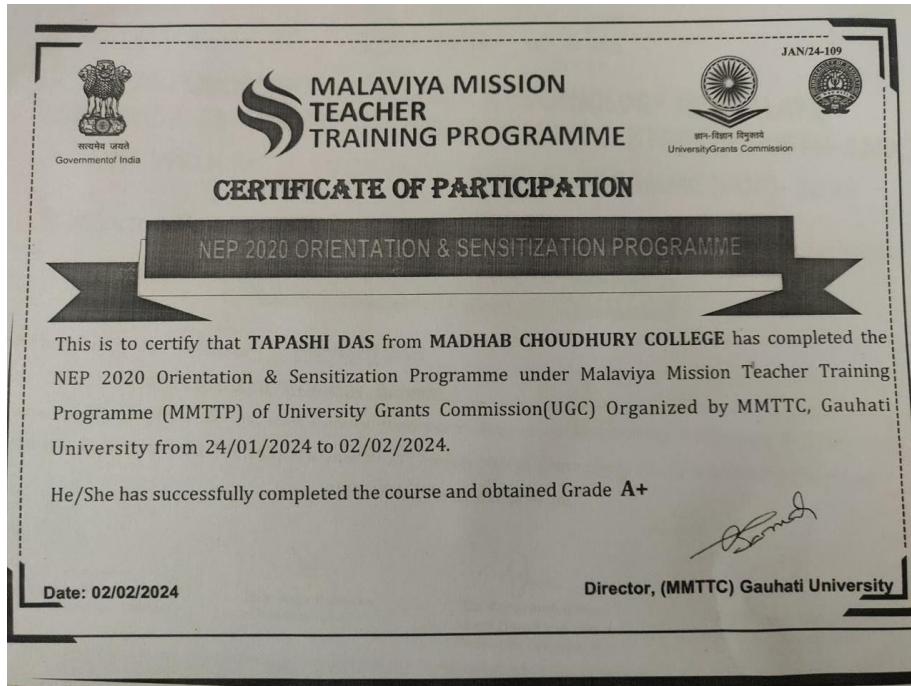 JAN/24-109
MALAVIYA MISSION
TEACHER
TRAINING PROGRAMME
सत्यमेव जयते
Governmentof India
ज्ञान-विज्ञान विमुक्तये
UniversityGrants Commission
CERTIFICATE OF PARTICIPATION
NEP 2020 ORIENTATION & SENSITIZATION PROGRAMME
This is to certify that TAPASHI DAS from MADHAB CHOUDHURY COLLEGE has completed the
NEP 2020 Orientation & Sensitization Programme under Malaviya Mission Teacher Training
Programme (MMTTP) of University Grants Commission(UGC) Organized by MMTTC, Gauhati
University from 24/01/2024 to 02/02/2024.
He/She has successfully completed the course and obtained Grade A+
Date: 02/02/2024
Director, (MMTTC) Gauhati University